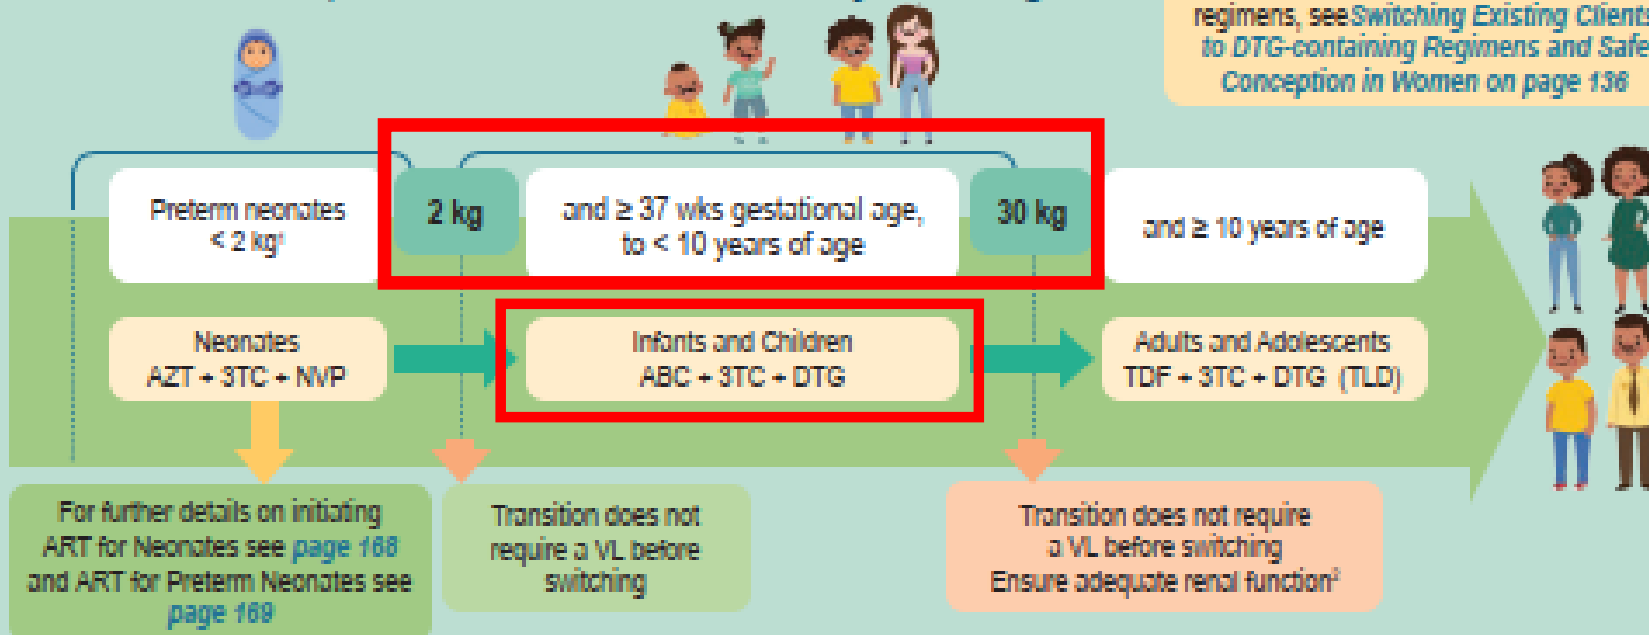 regimens, see Switching Existing Clients
to DTG-containing Regimens and Safe
Conception in Women on page 136
Preterm neonates
< 2 kg¹
2 kg
and ≥ 37 wks gestational age,
to < 10 years of age
30 kg
and ≥ 10 years of age
Neonates
AZT + 3TC + NVP
Infants and Children
ABC + 3TC + DTG
Adults and Adolescents
TDF + 3TC + DTG (TLD)
For further details on initiating
ART for Neonates see page 168
and ART for Preterm Neonates see
page 169
Transition does not
require a VL before
switching
Transition does not require
a VL before switching
Ensure adequate renal function²